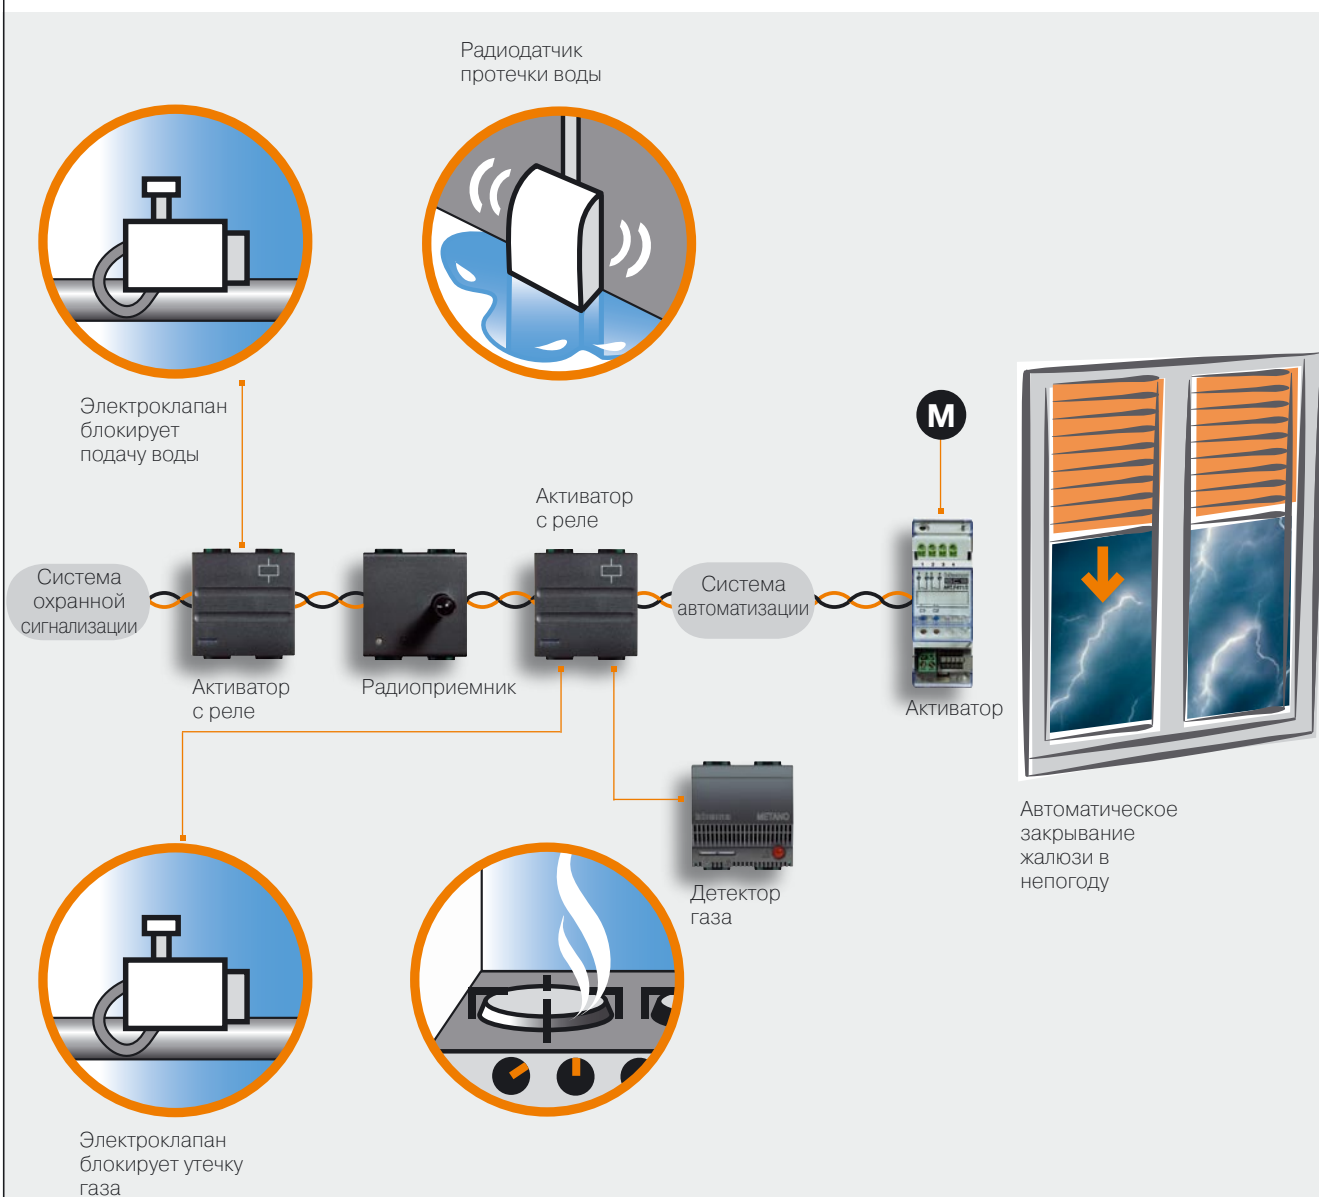 Радиодатчик
протечки воды
Электроклапан
блокирует
подачу воды
M
Активатор
с реле
Система
охранной
сигнализации
Система
автоматизации
Активатор
с реле
Радиоприемник
Активатор
METANO
Автоматическое
закрывание
жалюзи в
непогоду
Детектор
газа
Электроклапан
блокирует утечку
газа